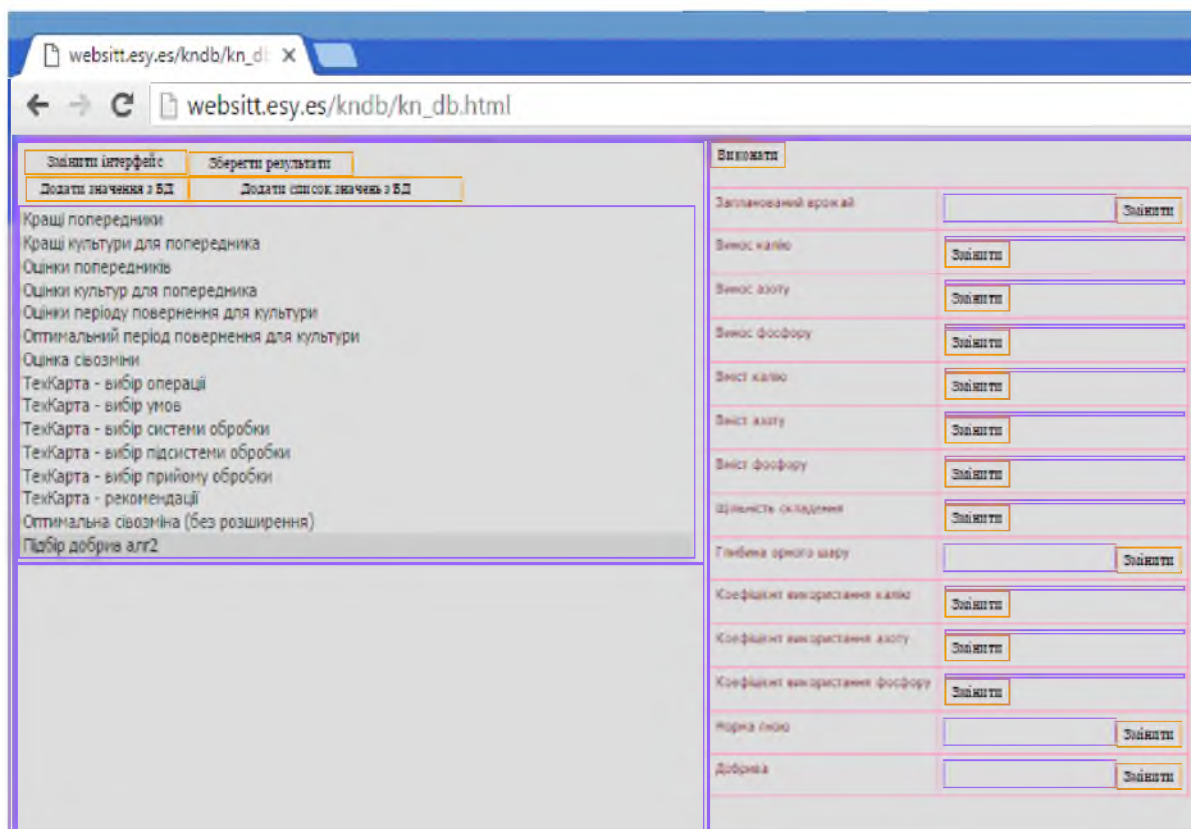 websitt.esy.es/kndb/kn_d
websitt.esy.es/kndb/kn_db.html
Змінити інтерфейс Зберегти результати
Додати значення з БД Додати список значень з БД
Кращі попередники
Кращі культури для попередника
Оцінки попередників
Оцінки культур для попередника
Оцінки періоду повернення для культури
Оптимальний період повернення для культури
Оцінка сівозміни
ТехКарта - вибір операції
ТехКарта - вибір умов
ТехКарта - вибір системи обробки
ТехКарта - вибір підсистеми обробки
ТехКарта - вибір прийому обробки
ТехКарта - рекомендації
Оптимальна сівозміна (без розширення)
Підбір добрив алг2
Виконати
Запланований врожай Змінити
Винос калію Змінити
Винос азоту Змінити
Винос фосфору Змінити
Вміст калію Змінити
Вміст азоту Змінити
Вміст фосфору Змінити
Щільність складення Змінити
Глибина орного шару Змінити
Коефіцієнт використання калію Змінити
Коефіцієнт використання азоту Змінити
Коефіцієнт використання фосфору Змінити
Норма гною Змінити
Добрива Змінити